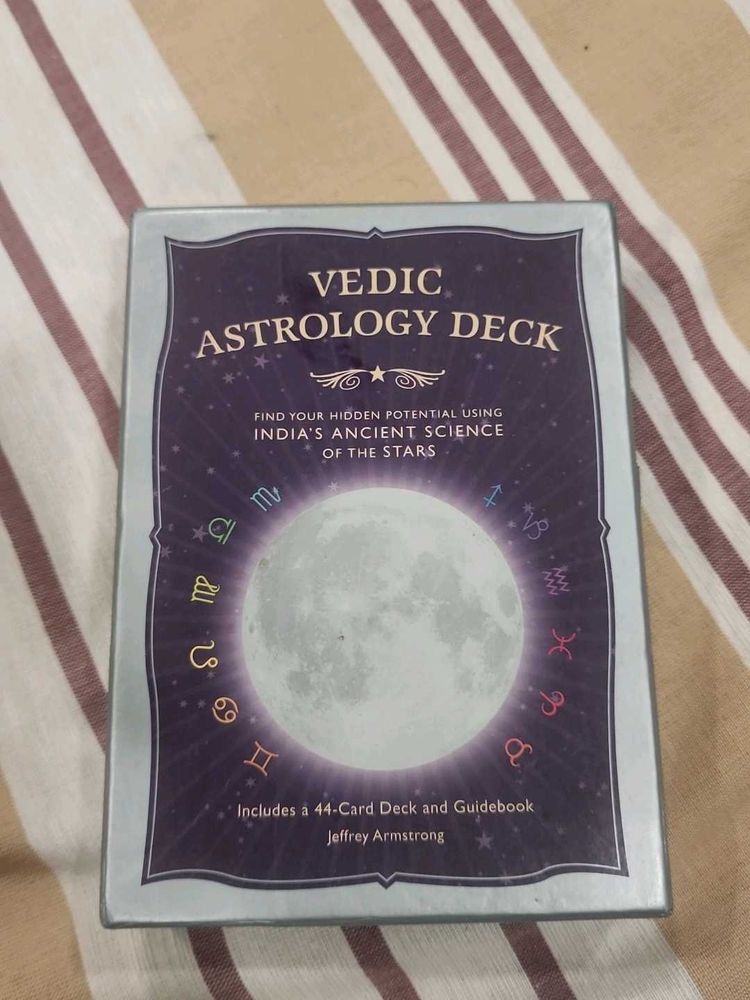 VEDIC
ASTROLOGY DECK
FIND YOUR HIDDEN POTENTIAL USING
INDIA'S ANCIENT SCIENCE
OF THE STARS
Includes a 44-Card Deck and Guidebook
Jeffrey Armstrong